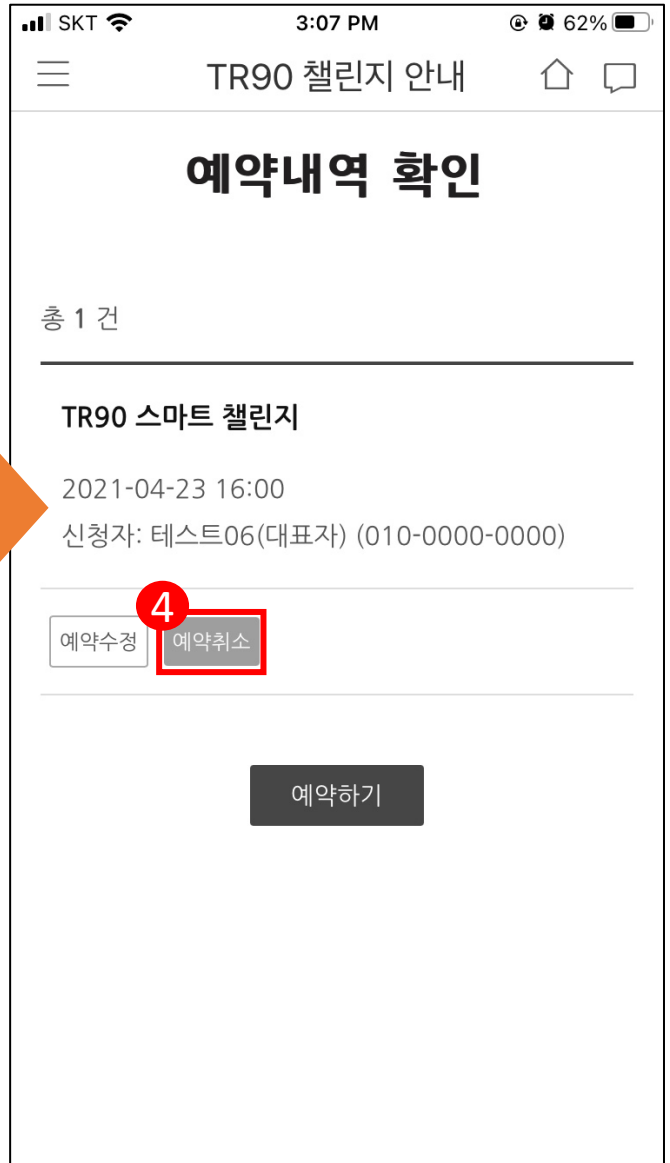 SKT 3:07 PM 62%
TR90 챌린지 안내
예약내역 확인
총 1 건
TR90 스마트 챌린지
2021-04-23 16:00
신청자: 테스트06(대표자) (010-0000-0000)
4
예약수정 예약취소
예약하기